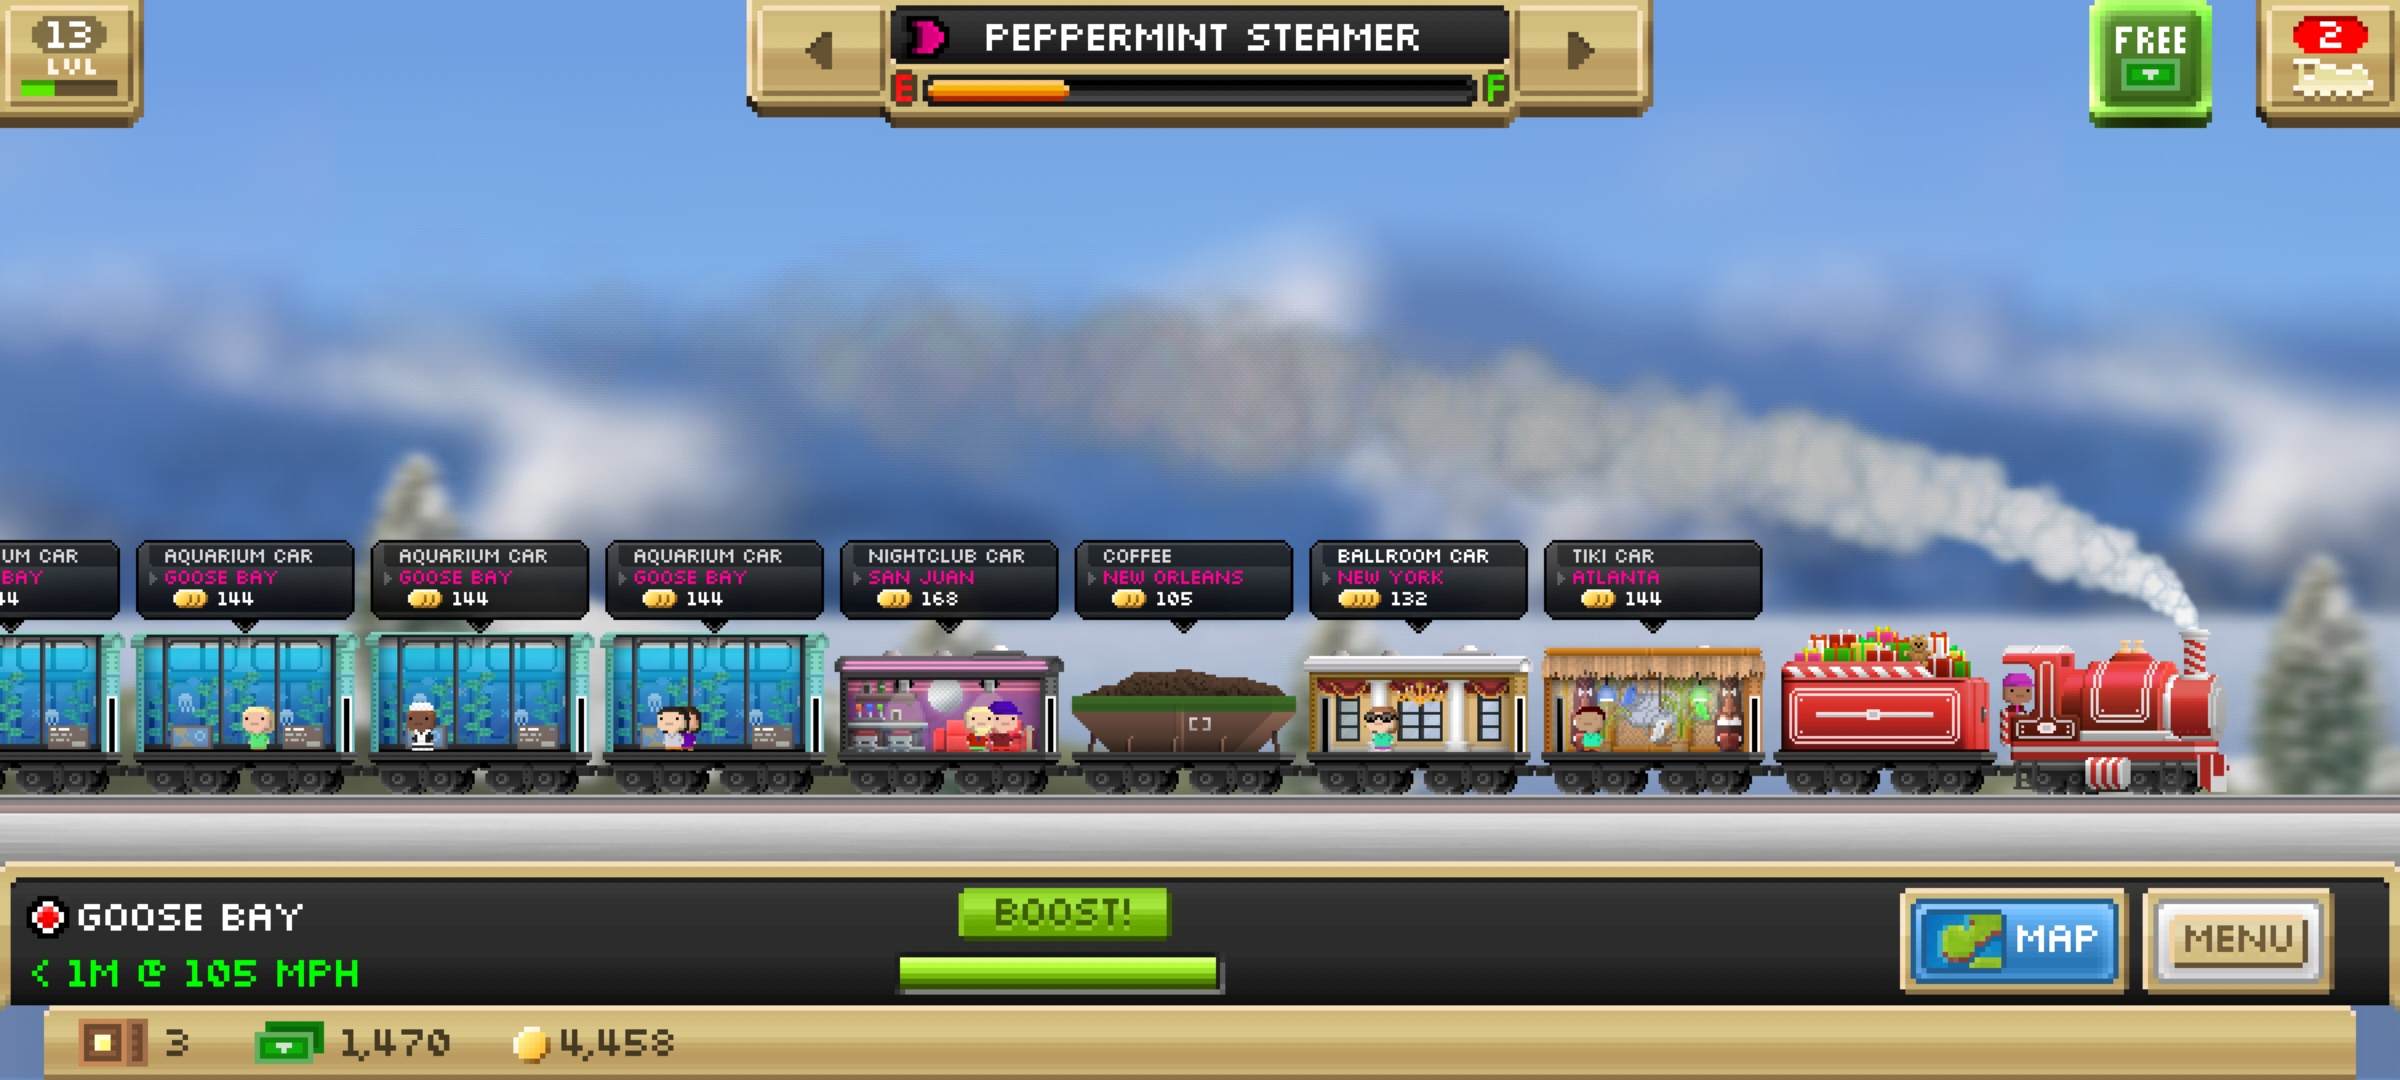 13
LVL
PEPPERMINT STEAMER
E
F
FREE
2
UM CAR
BAY
44
AQUARIUM CAR
GOOSE BAY
144
AQUARIUM CAR
GOOSE BAY
144
AQUARIUM CAR
GOOSE BAY
144
NIGHTCLUB CAR
SAN JUAN
168
COFFEE
NEW ORLEANS
105
BALLROOM CAR
NEW YORK
132
TIKI CAR
ATLANTA
144
GOOSE BAY
< 1M @ 105 MPH
BOOST!
MAP
MENU
3
1,470
4,458